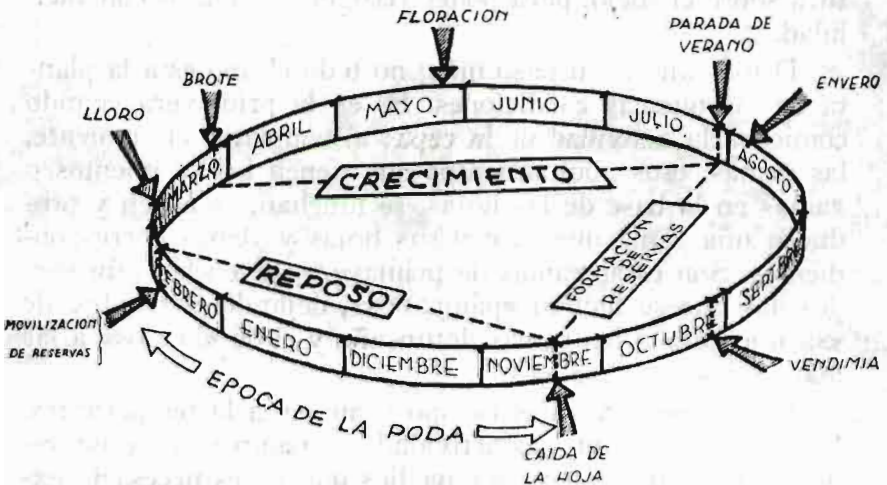 FLORACION
PARADA DE
VERANO
ENVERO
BROTE
LLORO
MARZO
ABRIL
MAYO
JUNIO
JULIO
AGOSTO
CRECIMIENTO
REPOSO
FORMACION
DE
RESERVAS
FEBRERO
ENERO
DICIEMBRE
NOVIEMBRE
OCTUBRE
SEPTBRE
MOVILIZACION
DE RESERVAS
EPOCA DE LA PODA
VENDIMIA
CAIDA DE
LA HOJA